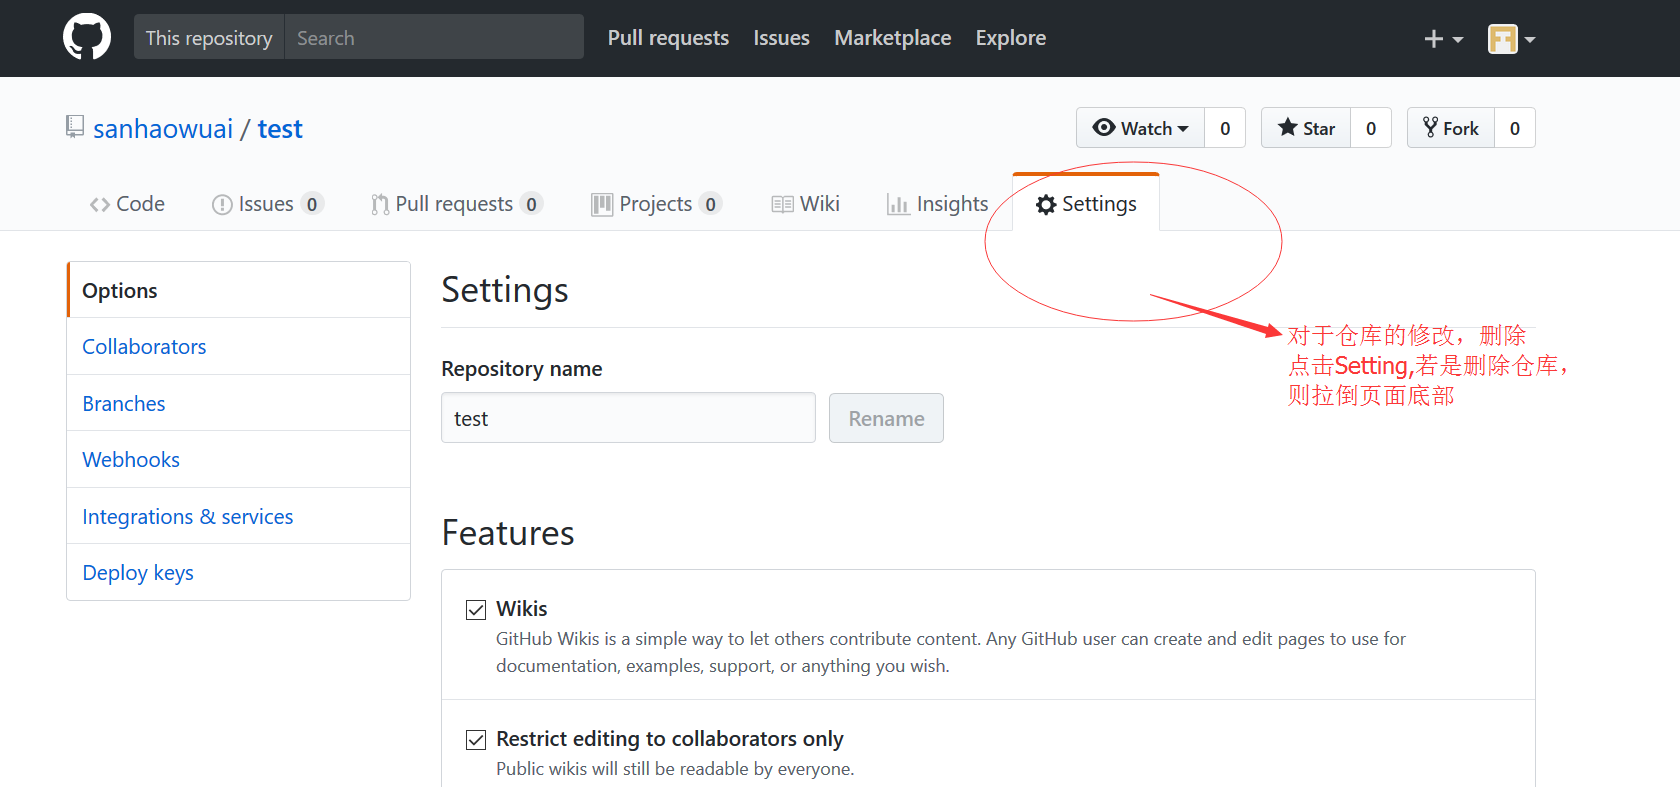 This repository Search Pull requests Issues Marketplace Explore
sanhaowuai / test Watch 0 Star 0 Fork 0
Code Issues 0 Pull requests 0 Projects 0 Wiki Insights Settings
Options
Collaborators
Branches
Webhooks
Integrations & services
Deploy keys
Settings
对于仓库的修改，删除
点击Setting,若是删除仓库，
则拉倒页面底部
Repository name
test Rename
Features
Wikis
GitHub Wikis is a simple way to let others contribute content. Any GitHub user can create and edit pages to use for
documentation, examples, support, or anything you wish.
Restrict editing to collaborators only
Public wikis will still be readable by everyone.